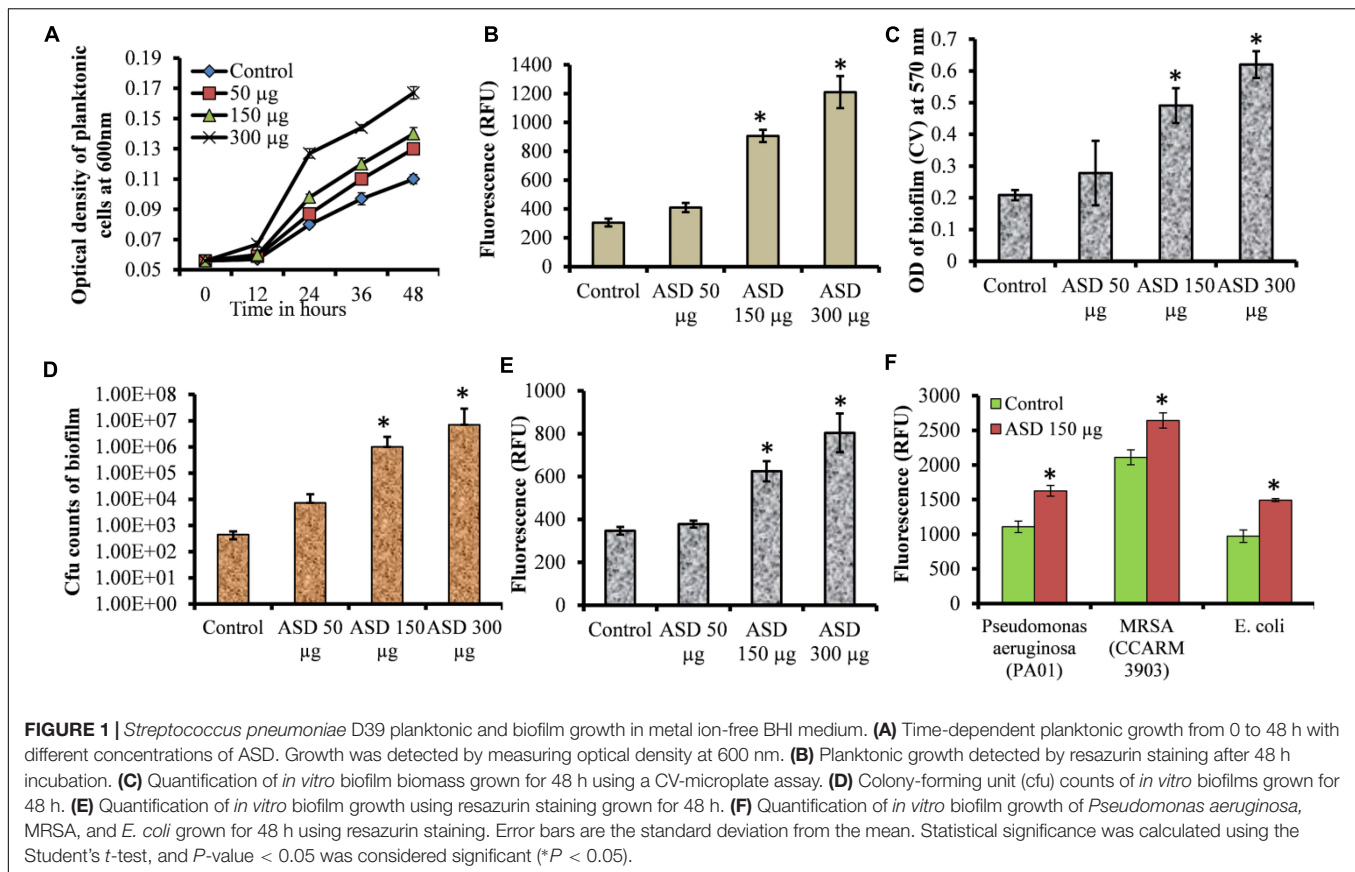 A
Optical density of planktonic
cells at 600nm
0.19
0.17
0.15
0.13
0.11
0.09
0.07
0.05
Control
50 µg
150 µg
300 µg
0 12 24 36 48
Time in hours
B
Fluorescence (RFU)
1400
1200
1000
800
600
400
200
0
*
*
Control ASD 50 ASD ASD
µg 150 µg 300 µg
C
OD of biofilm (CV) at 570 nm
0.7
0.6
0.5
0.4
0.3
0.2
0.1
0
*
*
Control ASD 50 ASD 150 ASD 300
µg µg µg
D
Cfu counts of biofilm
1.00E+08
1.00E+07
1.00E+06
1.00E+05
1.00E+04
1.00E+03
1.00E+02
1.00E+01
1.00E+00
*
*
Control ASD 50 ASD 150 ASD 300
µg µg µg
E
Fluorescence (RFU)
1000
800
600
400
200
0
*
*
Control ASD 50 ASD ASD
µg 150 µg 300 µg
F
Fluorescence (RFU)
3000
2500
2000
1500
1000
500
0
Control
ASD 150 µg
*
*
*
Pseudomonas MRSA E. coli
aeruginosa (CCARM
(PA01) 3903)
FIGURE 1 | Streptococcus pneumoniae D39 planktonic and biofilm growth in metal ion-free BHI medium. (A) Time-dependent planktonic growth from 0 to 48 h with
different concentrations of ASD. Growth was detected by measuring optical density at 600 nm. (B) Planktonic growth detected by resazurin staining after 48 h
incubation. (C) Quantification of in vitro biofilm biomass grown for 48 h using a CV-microplate assay. (D) Colony-forming unit (cfu) counts of in vitro biofilms grown for
48 h. (E) Quantification of in vitro biofilm growth using resazurin staining grown for 48 h. (F) Quantification of in vitro biofilm growth of Pseudomonas aeruginosa,
MRSA, and E. coli grown for 48 h using resazurin staining. Error bars are the standard deviation from the mean. Statistical significance was calculated using the
Student's t-test, and P-value < 0.05 was considered significant (*P < 0.05).